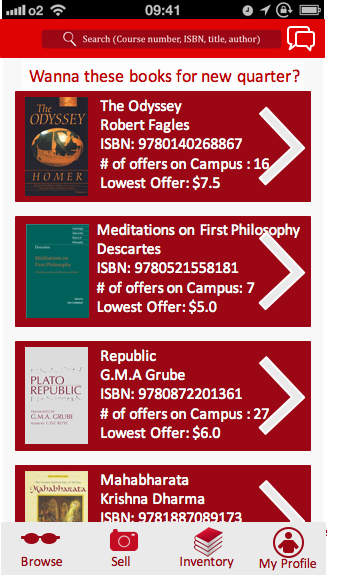 o2 09:41
Search (Course number, ISBN, title, author)
Wanna these books for new quarter?
The
ODYSSEY
HOMER
The Odyssey
Robert Fagles
ISBN: 9780140268867
# of offers on Campus : 16
Lowest Offer: $7.5
Descartes
Meditations on
First Philosophy
Meditations on First Philosophy
Descartes
ISBN: 9780521558181
# of offers on Campus: 7
Lowest Offer: $5.0
PLATO
REPUBLIC
TRANSLATED BY
G.M.A. GRUBE
Republic
G.M.A Grube
ISBN: 9780872201361
# of offers on Campus : 27
Lowest Offer: $6.0
Mahabharata
Mahabharata
Krishna Dharma
ISBN: 9781887089173
Browse
Sell
Inventory
My Profile